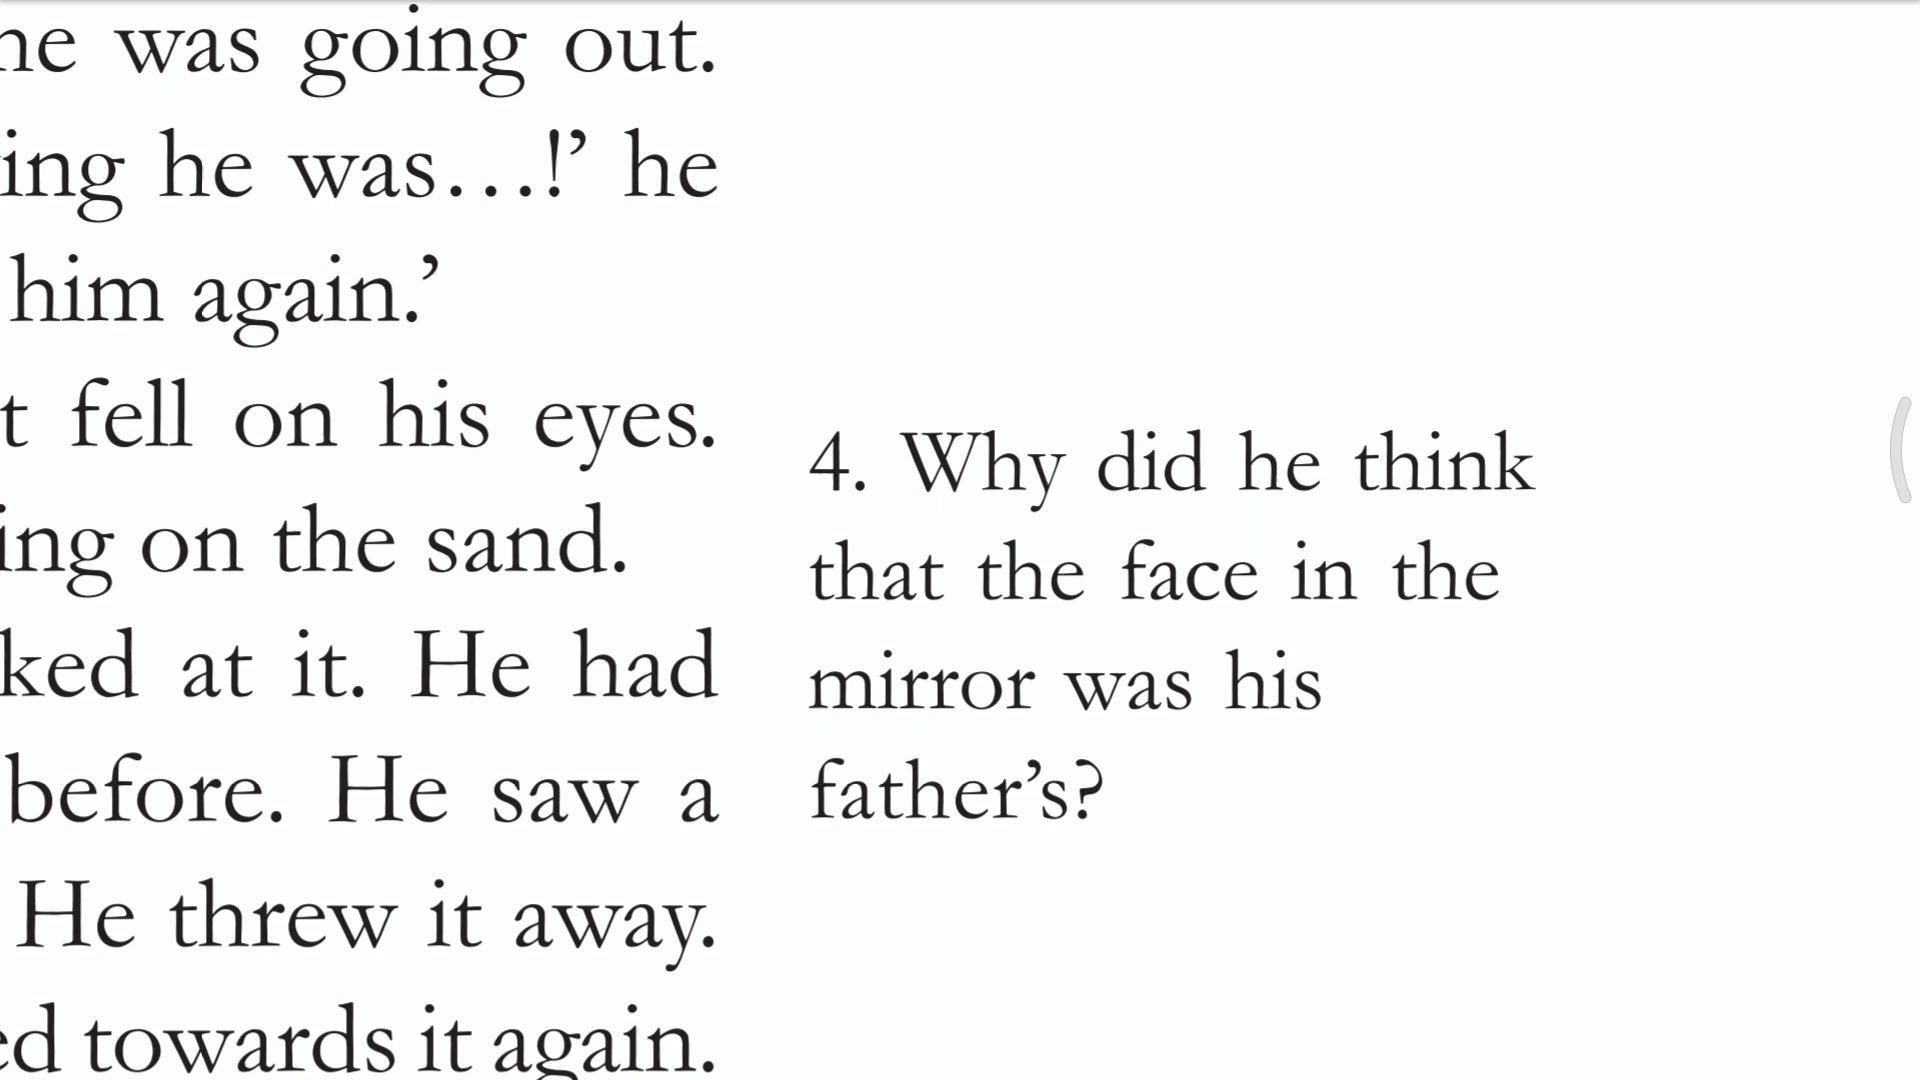 he was going out.
ing he was…!’ he
him again.’
t fell on his eyes.
ing on the sand.
ked at it. He had
before. He saw a
He threw it away.
ed towards it again.
4. Why did he think
that the face in the
mirror was his
father’s?